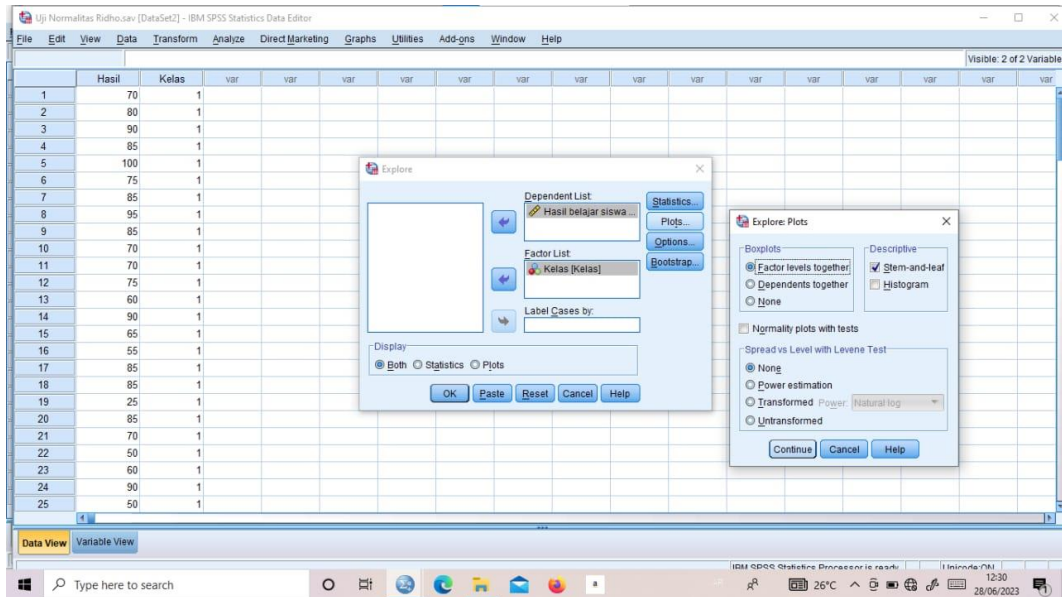 Uji Normalitas Ridho.sav [DataSet2] - IBM SPSS Statistics Data Editor
File Edit View Data Transform Analyze Direct Marketing Graphs Utilities Add-ons Window Help
Visible: 2 of 2 Variable
Hasil Kelas var var var var var var var var var var var var var var
1 70 1
2 80 1
3 90 1
4 85 1
5 100 1
6 75 1
7 85 1
8 95 1
9 85 1
10 70 1
11 70 1
12 75 1
13 60 1
14 90 1
15 65 1
16 55 1
17 85 1
18 85 1
19 25 1
20 85 1
21 70 1
22 50 1
23 60 1
24 90 1
25 50 1
Explore
Dependent List:
Hasil belajar siswa ...
Factor List:
Kelas [Kelas]
Label Cases by:
Statistics...
Plots...
Options...
Bootstrap...
Display
Both Statistics Plots
OK Paste Reset Cancel Help
Explore: Plots
Boxplots
Factor levels together
Dependents together
None
Descriptive
Stem-and-leaf
Histogram
Normality plots with tests
Spread vs Level with Levene Test
None
Power estimation
Transformed Power: Natural log
Untransformed
Continue Cancel Help
Data View Variable View
IBM SPSS Statistics Processor is ready Unicode:ON
Type here to search
a
26°C
12:30
28/06/2023
1